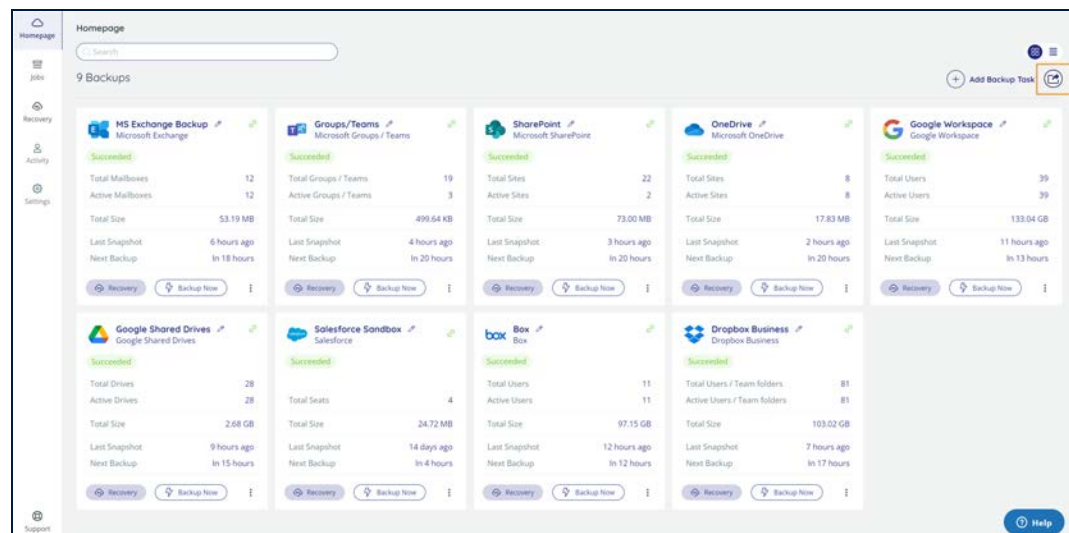 Homepage
Jobs
Recovery
Activity
Settings
Support
Homepage
Search
9 Backups
Add Backup Task
MS Exchange Backup
Microsoft Exchange
Succeeded
Total Mailboxes 12
Active Mailboxes 12
Total Size 53.19 MB
Last Snapshot 6 hours ago
Next Backup In 18 hours
Recovery Backup Now
Groups/Teams
Microsoft Groups / Teams
Succeeded
Total Groups / Teams 19
Active Groups / Teams 3
Total Size 499.64 KB
Last Snapshot 4 hours ago
Next Backup In 20 hours
Recovery Backup Now
SharePoint
Microsoft SharePoint
Succeeded
Total Sites 22
Active Sites 2
Total Size 73.00 MB
Last Snapshot 3 hours ago
Next Backup In 20 hours
Recovery Backup Now
OneDrive
Microsoft OneDrive
Succeeded
Total Sites 8
Active Sites 8
Total Size 17.83 MB
Last Snapshot 2 hours ago
Next Backup In 20 hours
Recovery Backup Now
Google Workspace
Google Workspace
Succeeded
Total Users 39
Active Users 39
Total Size 133.04 GB
Last Snapshot 11 hours ago
Next Backup In 13 hours
Recovery Backup Now
Google Shared Drives
Google Shared Drives
Succeeded
Total Drives 28
Active Drives 28
Total Size 2.68 GB
Last Snapshot 9 hours ago
Next Backup In 15 hours
Recovery Backup Now
Salesforce Sandbox
Salesforce
Succeeded
Total Seats 4
Total Size 24.72 MB
Last Snapshot 14 days ago
Next Backup In 4 hours
Recovery Backup Now
box
Box
Box
Succeeded
Total Users 11
Active Users 11
Total Size 97.15 GB
Last Snapshot 12 hours ago
Next Backup In 12 hours
Recovery Backup Now
Dropbox Business
Dropbox Business
Succeeded
Total Users / Team folders 81
Active Users / Team folders 81
Total Size 103.02 GB
Last Snapshot 7 hours ago
Next Backup In 17 hours
Recovery Backup Now
Help